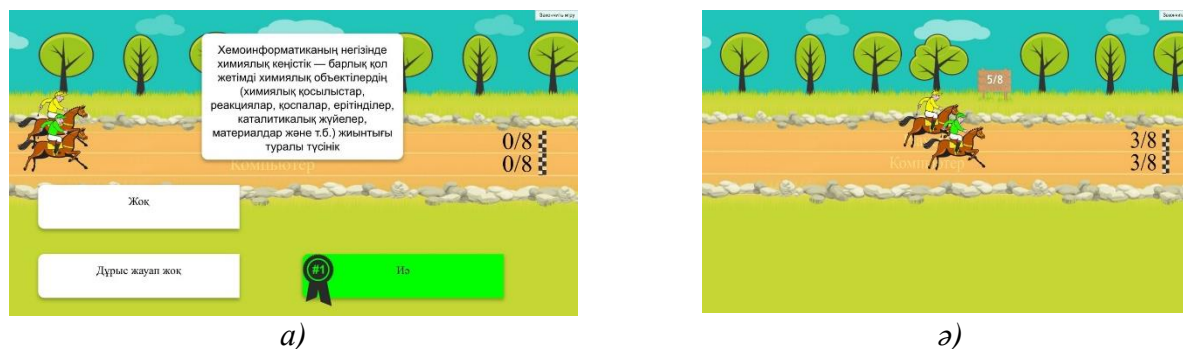 Закончить игру
Хемоинформатиканың негізінде
химиялық кеңістік — барлық қол
жетімді химиялық объектілердің
(химиялық қосылыстар,
реакциялар, қоспалар, ерітінділер,
каталитикалық жүйелер,
материалдар және т.б.) жиынтығы
туралы түсінік
0/8
Компьютер
0/8
Жоқ
Дұрыс жауап жоқ
#1
Иә
а)
5/8
3/8
Компьютер
3/8
ә)